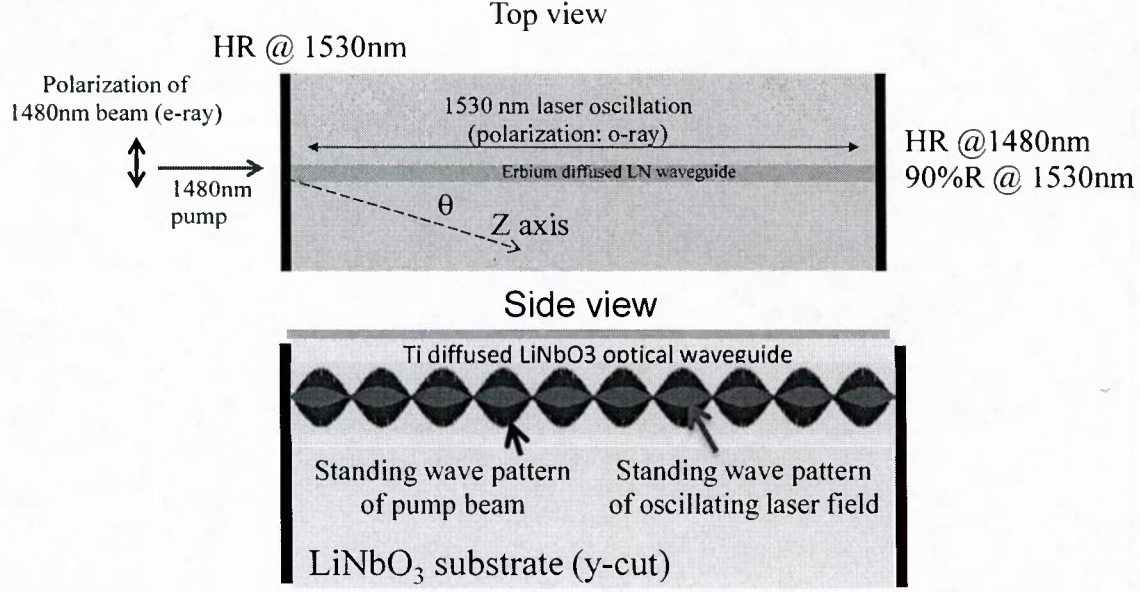 Top view
HR @ 1530nm
Polarization of
1480nm beam (e-ray)
1480nm
pump
1530 nm laser oscillation
(polarization: o-ray)
Erbium diffused LN waveguide
θ
Z axis
HR @1480nm
90%R @ 1530nm
Side view
Ti diffused LiNbO3 optical waveguide
Standing wave pattern
of pump beam
Standing wave pattern
of oscillating laser field
LiNbO₃ substrate (y-cut)